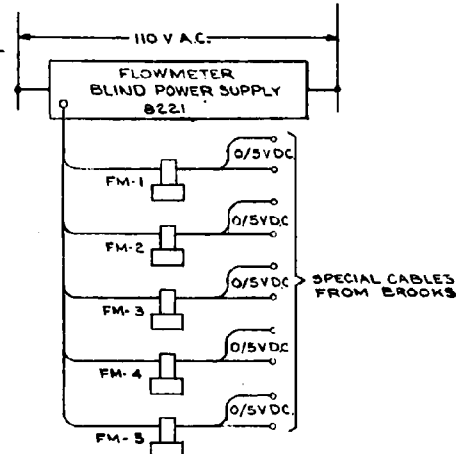 110 V A.C.
FLOWMETER
BLIND POWER SUPPLY
8221
0/5VDC
FM-1
0/5VDC
FM-2
0/5VDC
SPECIAL CABLES
FROM BROOKS
FM-3
0/5VDC
FM-4
0/5VDC
FM-5